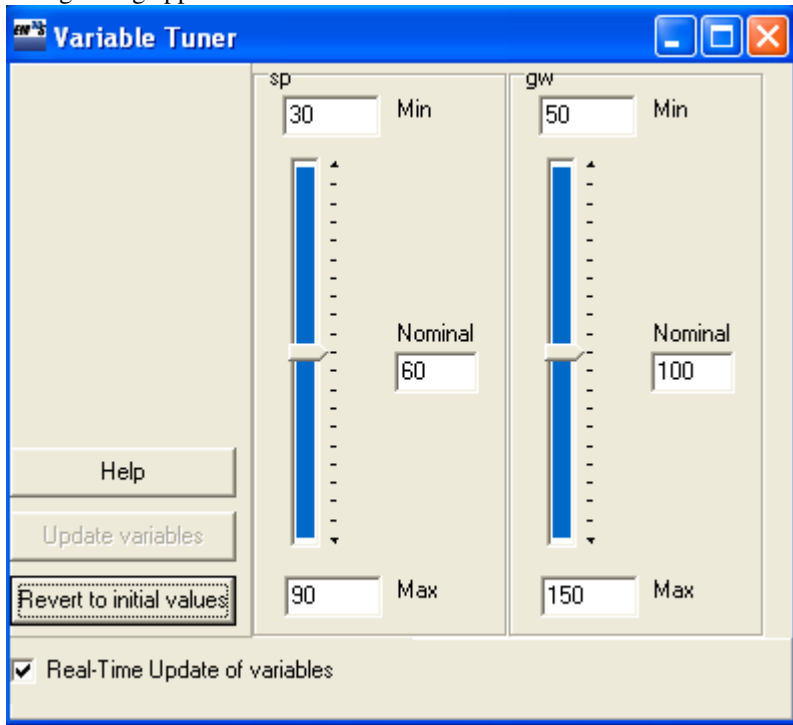 Variable Tuner
sp
30 Min
Nominal
60
90 Max
gw
50 Min
Nominal
100
150 Max
Help
Update variables
Revert to initial values
Real-Time Update of variables